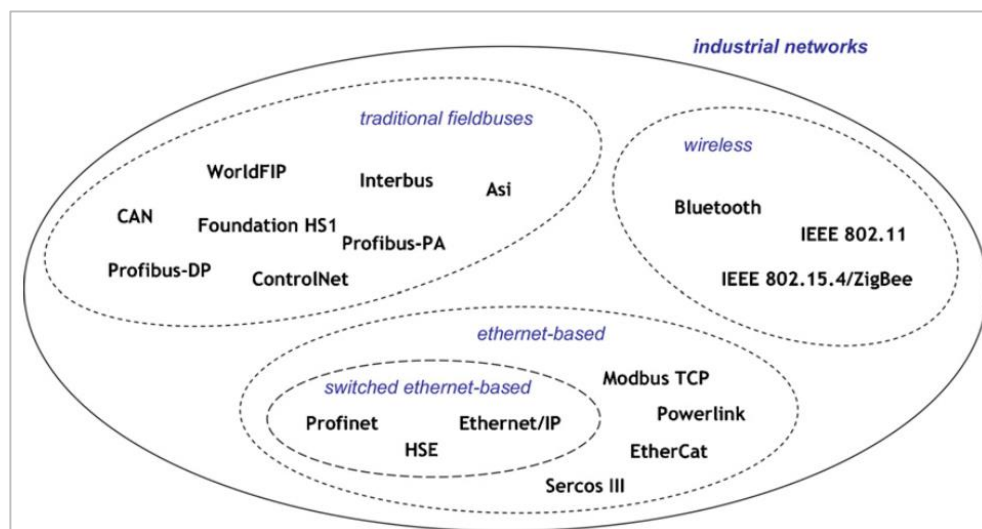 industrial networks
traditional fieldbuses
WorldFIP
Interbus
Asi
CAN
Foundation HS1
Profibus-PA
Profibus-DP
ControlNet
wireless
Bluetooth
IEEE 802.11
IEEE 802.15.4/ZigBee
ethernet-based
switched ethernet-based
Profinet
Ethernet/IP
HSE
Modbus TCP
Powerlink
EtherCat
Sercos III